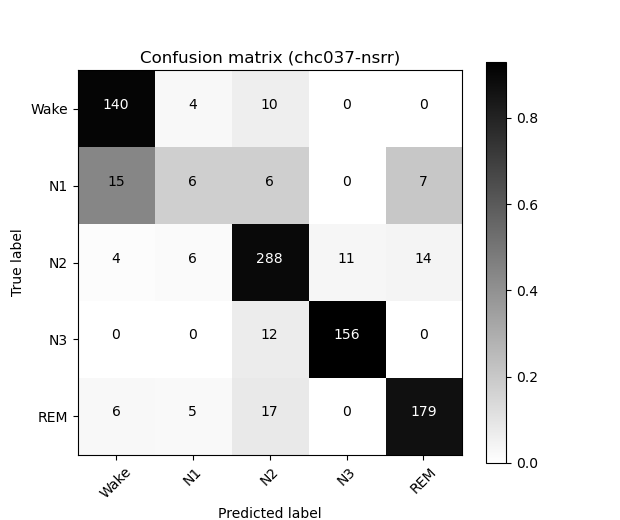 Confusion matrix (chc037-nsrr)
True label
Wake 140 4 10 0 0
N1 15 6 6 0 7
N2 4 6 288 11 14
N3 0 0 12 156 0
REM 6 5 17 0 179
Wake N1 N2 N3 REM
Predicted label
0.8
0.6
0.4
0.2
0.0